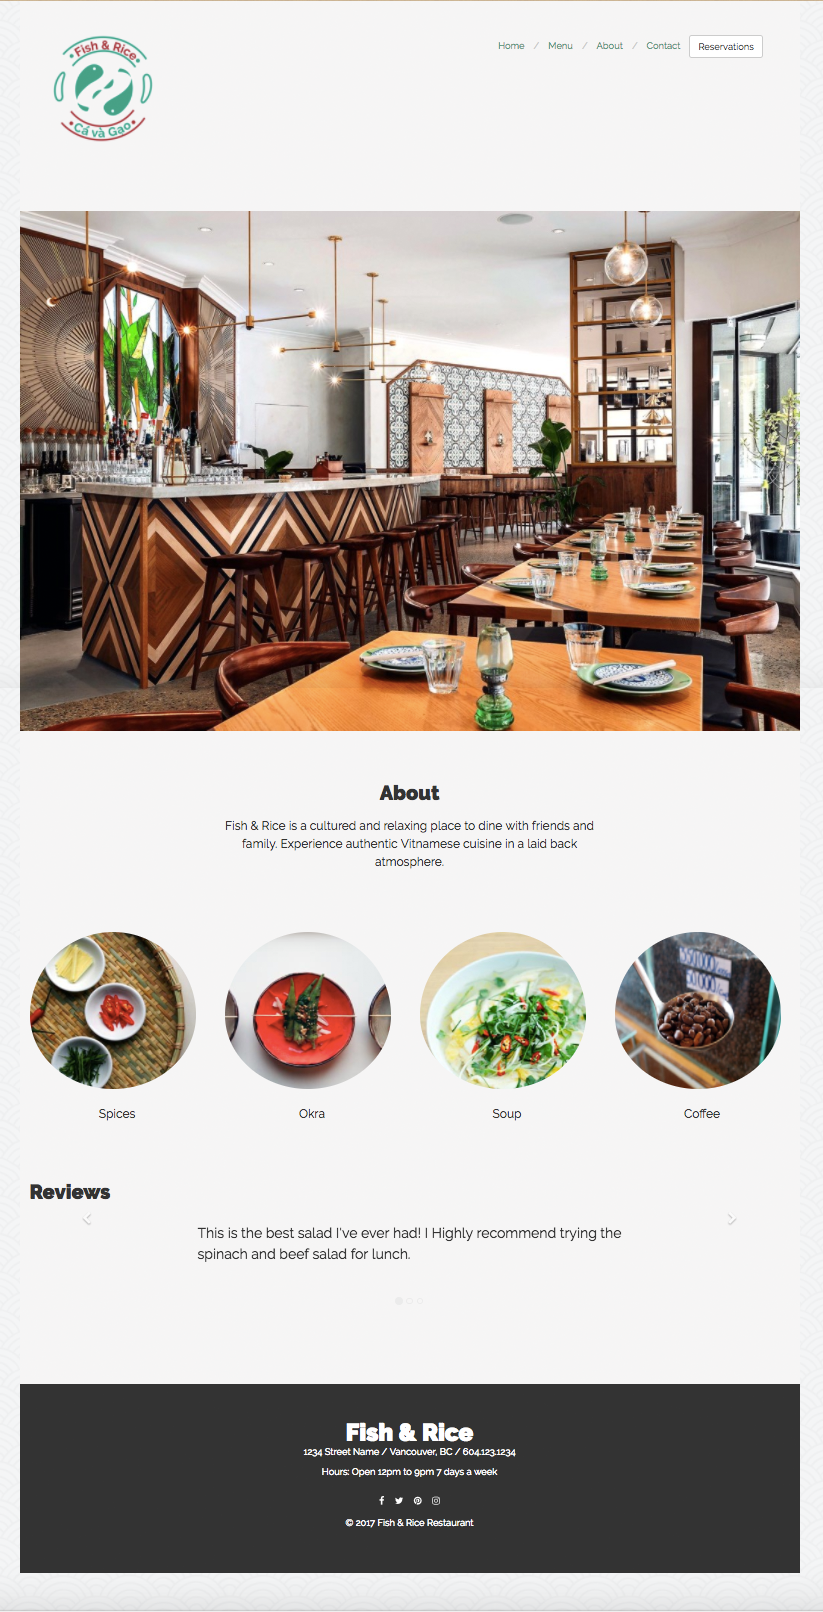 Fish & Rice
Cá và Gạo
Home / Menu / About / Contact Reservations
About
Fish & Rice is a cultured and relaxing place to dine with friends and
family. Experience authentic Vitnamese cuisine in a laid back
atmosphere.
Spices
Okra
Soup
Coffee
Reviews
This is the best salad I've ever had! I Highly recommend trying the
spinach and beef salad for lunch.
Fish & Rice
1234 Street Name / Vancouver, BC / 604.123.1234
Hours: Open 12pm to 9pm 7 days a week
© 2017 Fish & Rice Restaurant